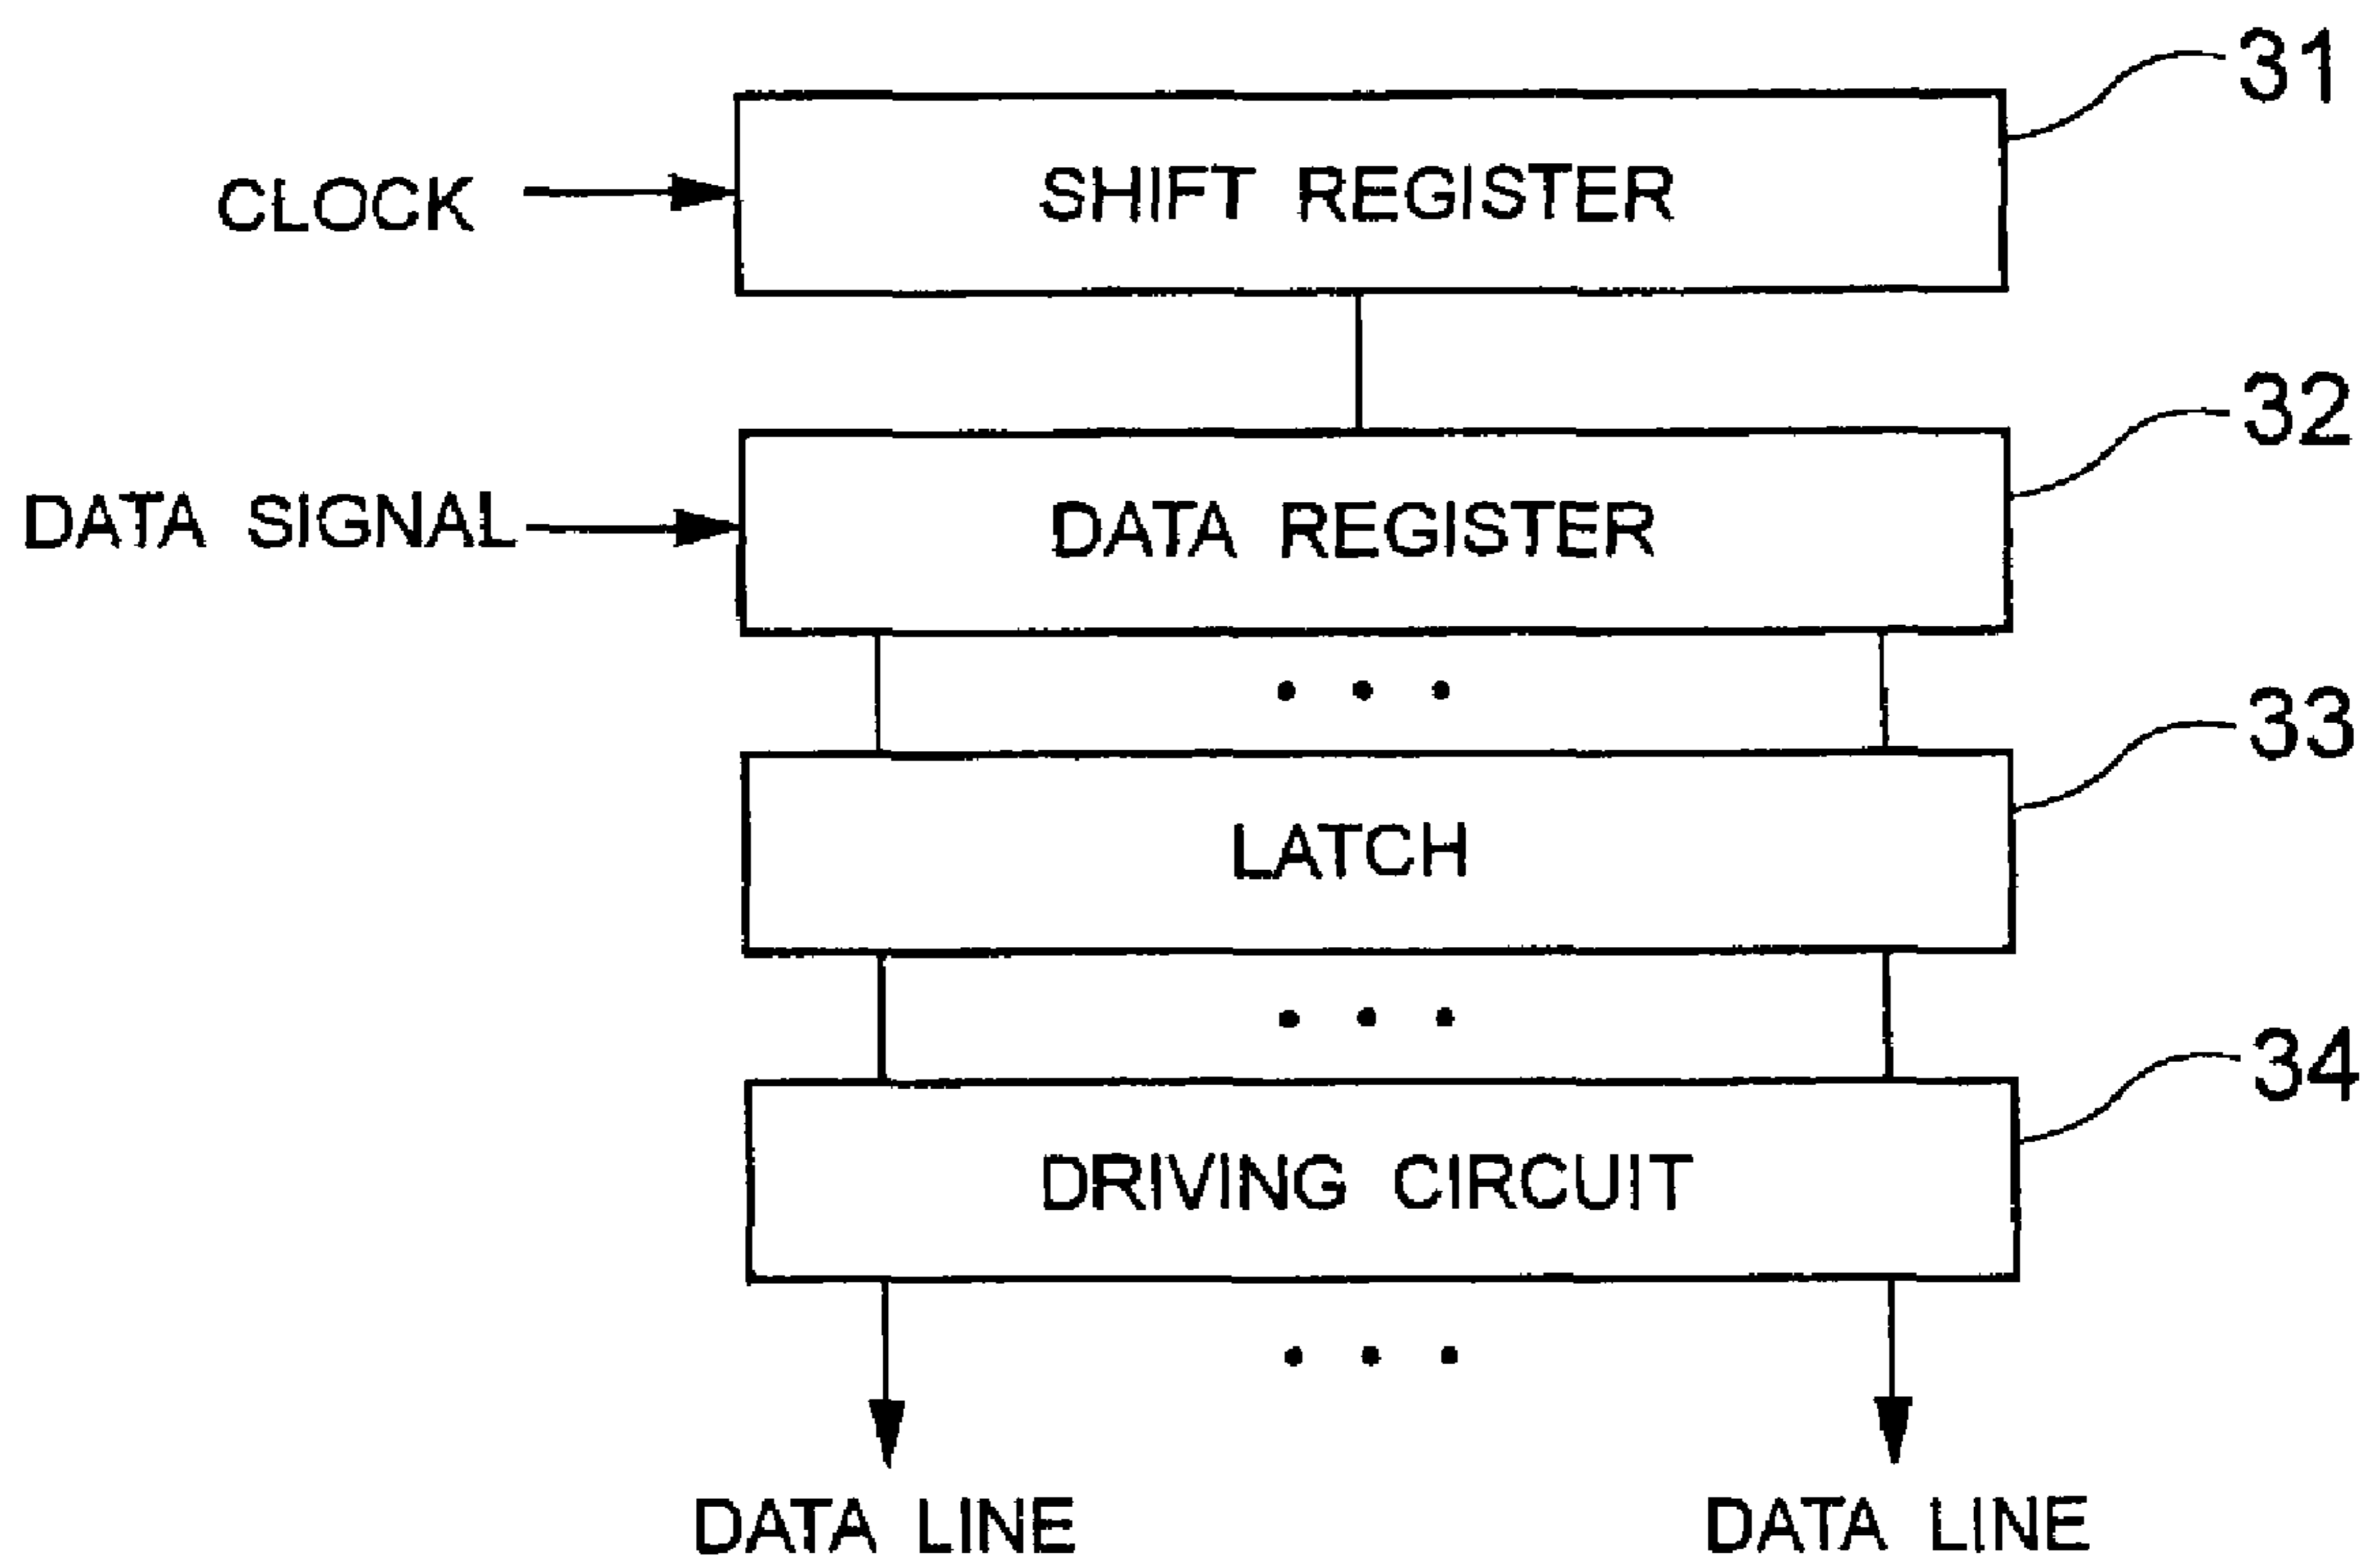 31
CLOCK
SHIFT REGISTER
32
DATA SIGNAL
DATA REGISTER
33
LATCH
34
DRIVING CIRCUIT
DATA LINE
DATA LINE